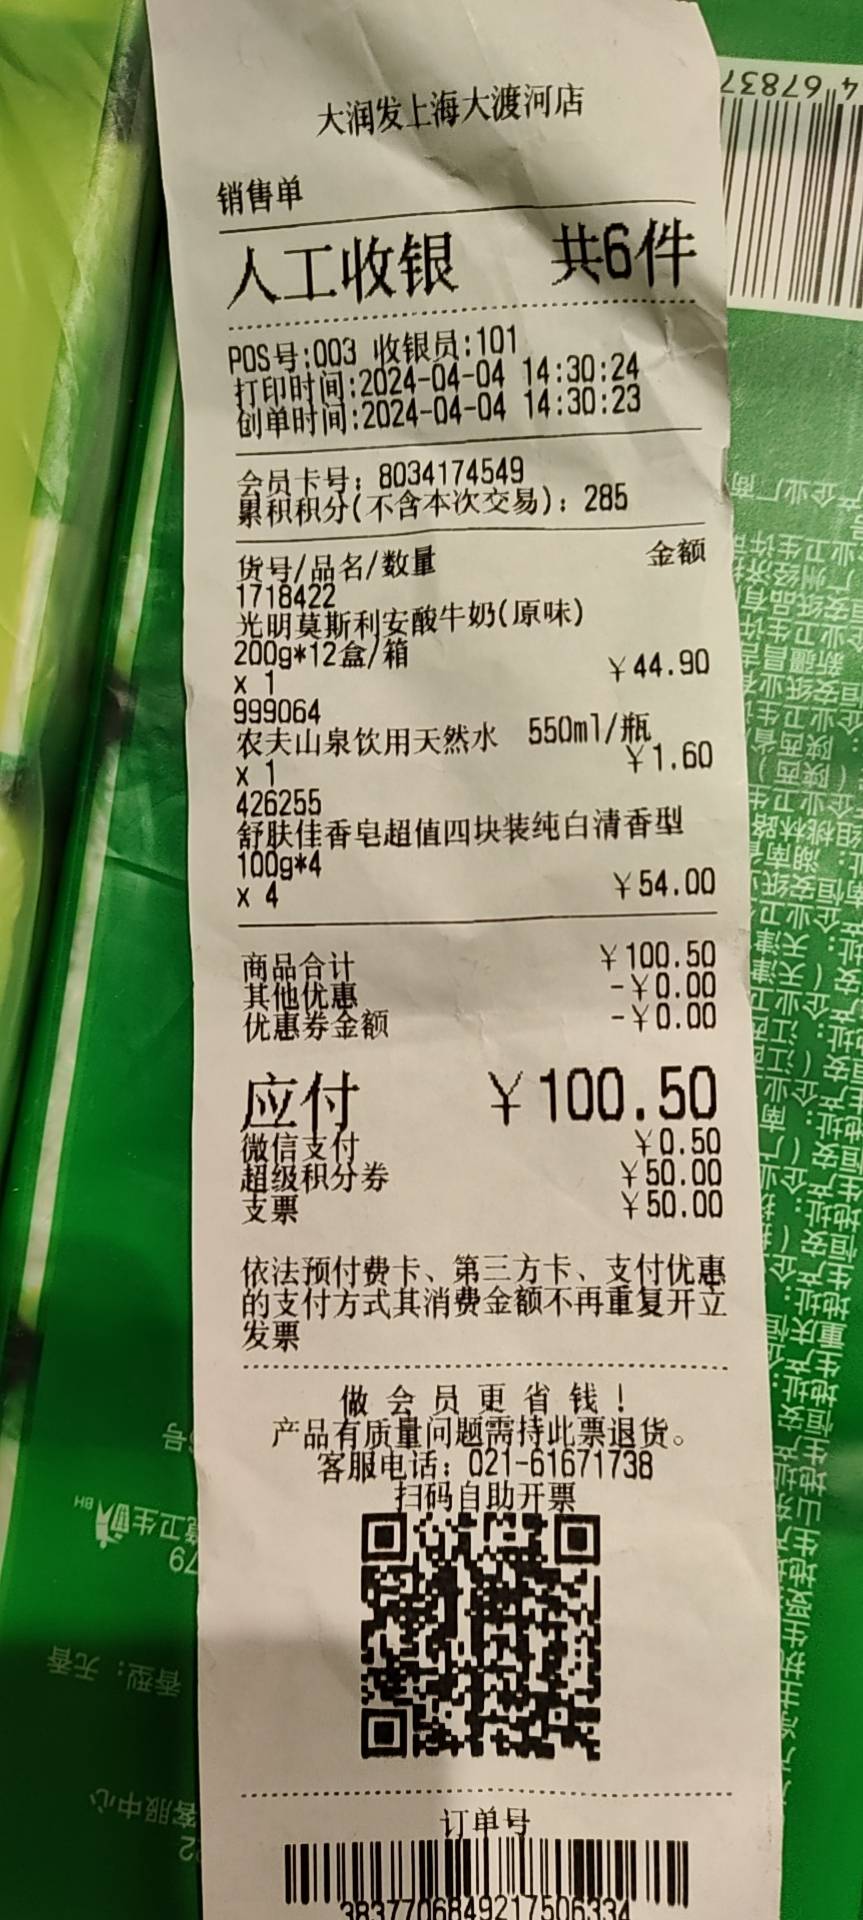 大润发上海大渡河店
销售单
人工收银 共6件
POS号:003 收银员:101
打印时间:2024-04-04 14:30:24
创单时间:2024-04-04 14:30:23
会员卡号: 8034174549
累积积分(不含本次交易): 285
货号/品名/数量 金额
1718422
光明莫斯利安酸牛奶(原味)
200g*12盒/箱 ¥44.90
x 1
999064
农夫山泉饮用天然水 550ml/瓶
x 1 ¥1.60
426255
舒肤佳香皂超值四块装纯白清香型
100g*4
x 4 ¥54.00
商品合计 ¥100.50
其他优惠 -¥0.00
优惠券金额 -¥0.00
应付 ¥100.50
微信支付 ¥0.50
超级积分券 ¥50.00
支票 ¥50.00
依法预付费卡、第三方卡、支付优惠
的支付方式其消费金额不再重复开立
发票
做会员更省钱!
产品有质量问题需持此票退货。
客服电话: 021-61671738
扫码自助开票
订单号
3837706849217506334
香型: 无香
客服中心